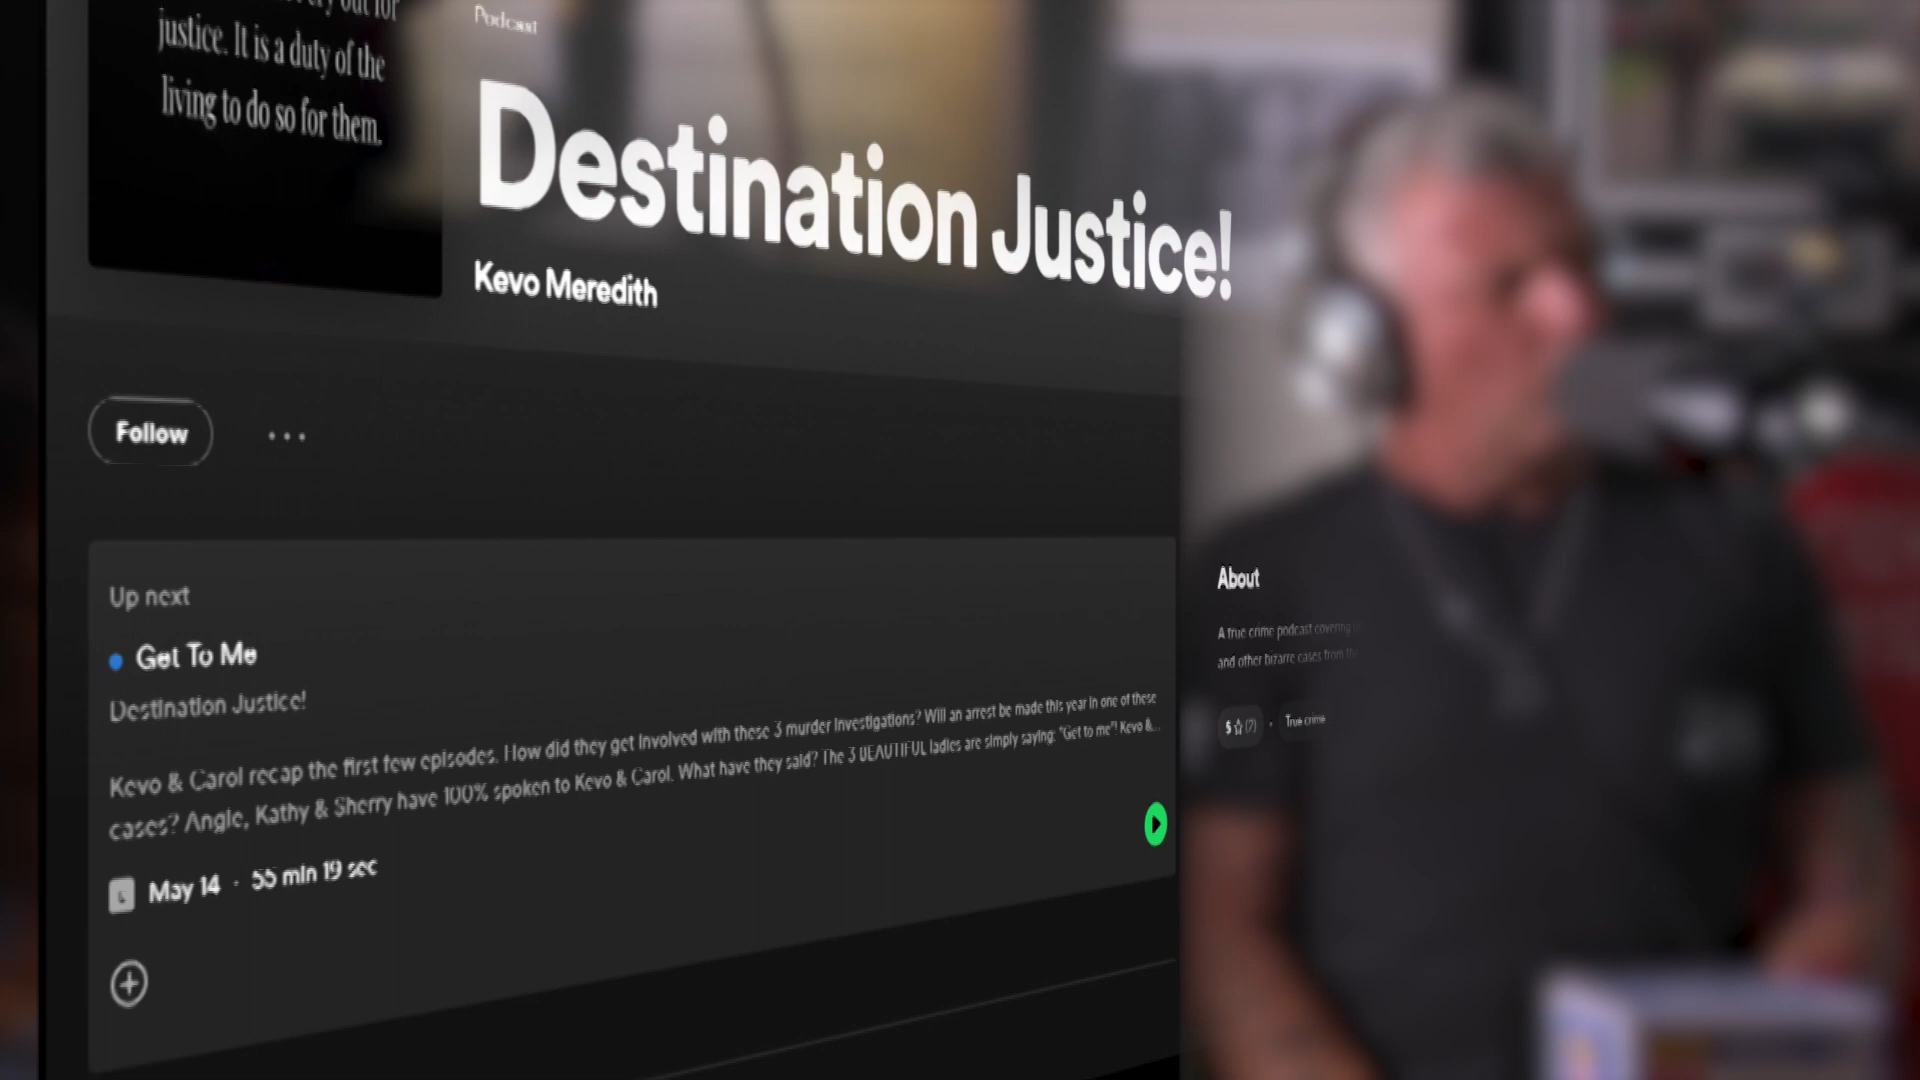 out for
justice. It is a duty of the
living to do so for them.
Podcast
Destination Justice!
Kevo Meredith
Follow
Up next
Get To Me
Destination Justice!
Kevo & Carol recap the first few episodes. How did they get involved with these 3 murder investigations? Will an arrest be made this year in one of these
cases? Angie, Kathy & Sherry have 100% spoken to Kevo & Carol. What have they said? The 3 BEAUTIFUL ladies are simply saying: "Get to me"! Kevo &...
May 14 · 55 min 19 sec
About
A true crime podcast covering
and other bizarre cases from the
5 ☆ (7) · True crime